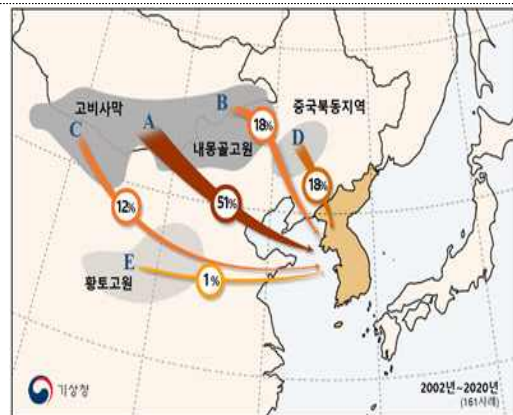 고비사막
A
B
중국북동지역
C
18%
D
내몽골고원
18%
12%
51%
E
1%
황토고원
기상청
2002년~2020년
(161사례)